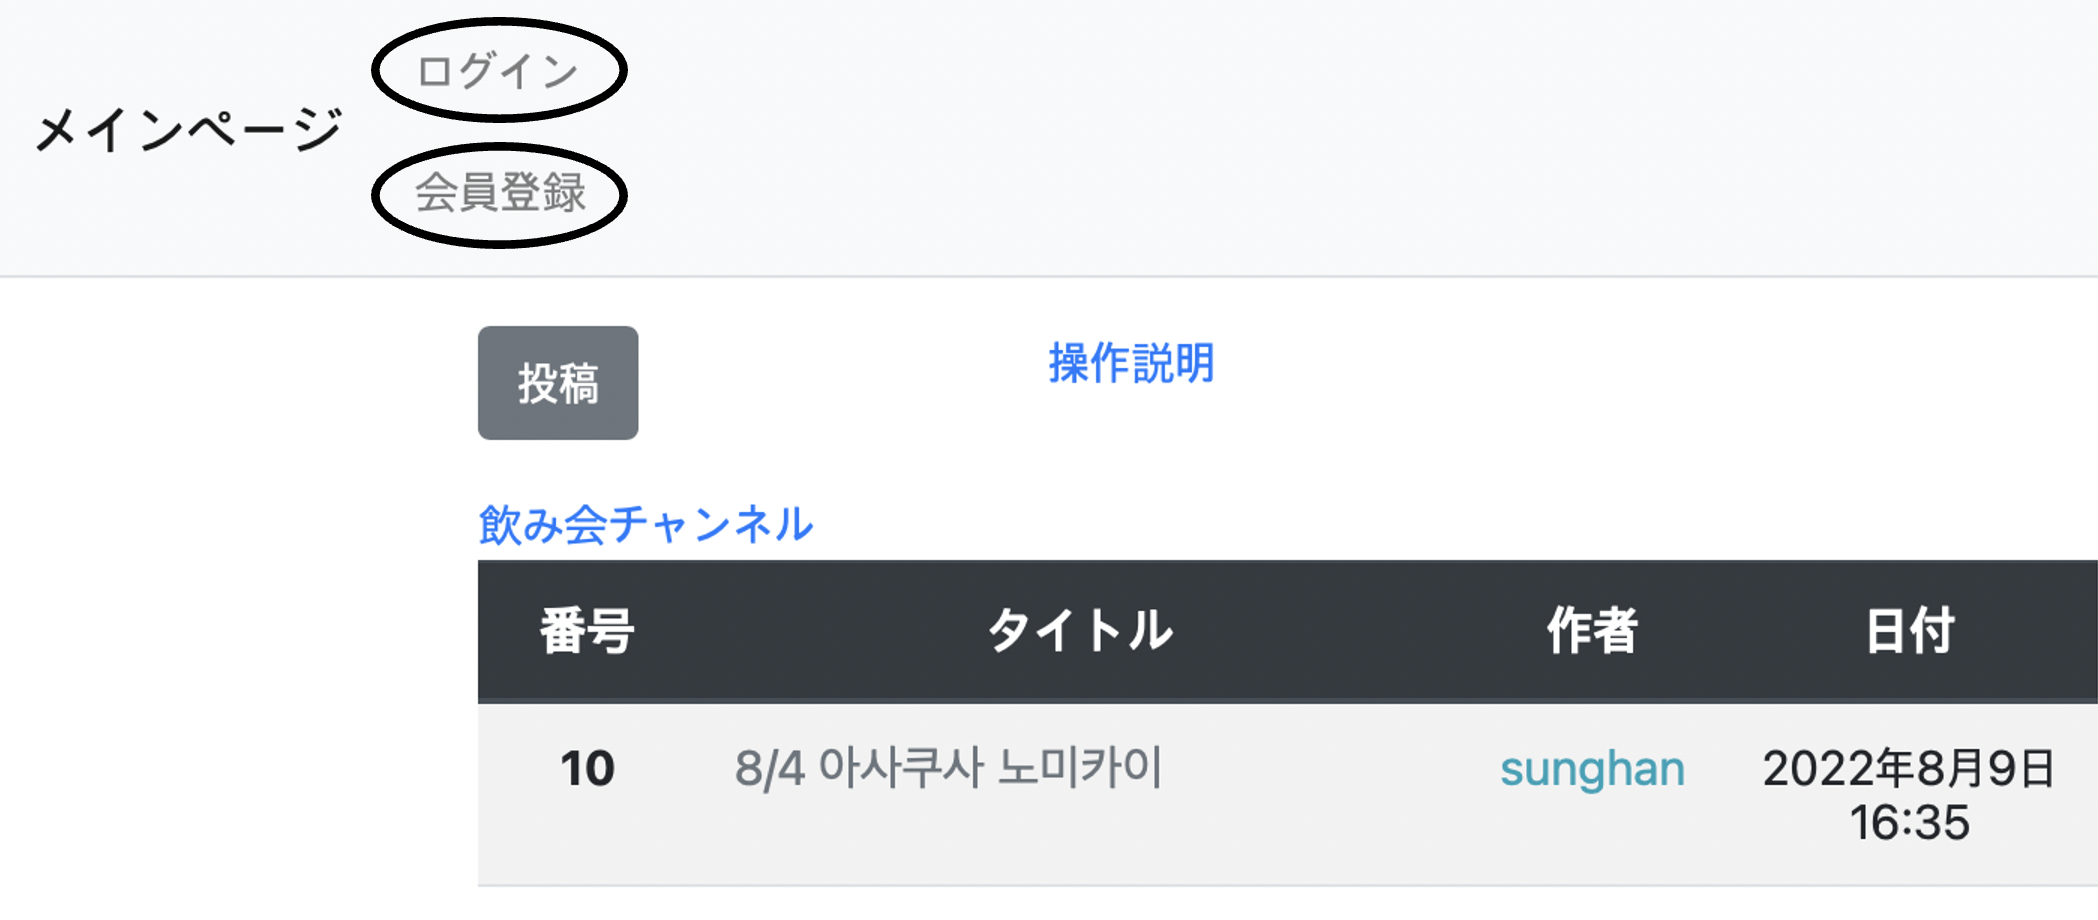 ログイン
メインページ
会員登録
投稿
操作説明
飲み会チャンネル
番号 タイトル 作者 日付
10 8/4 아사쿠사 노미카이 sunghan 2022年8月9日
16:35